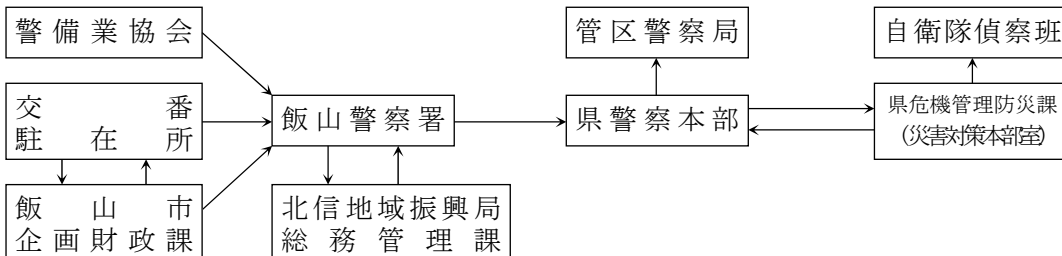 警備業協会
管区警察局
自衛隊偵察班
交番
駐在所
飯山警察署
県警察本部
県危機管理防災課
(災害対策本部室)
飯山市
企画財政課
北信地域振興局
総務管理課